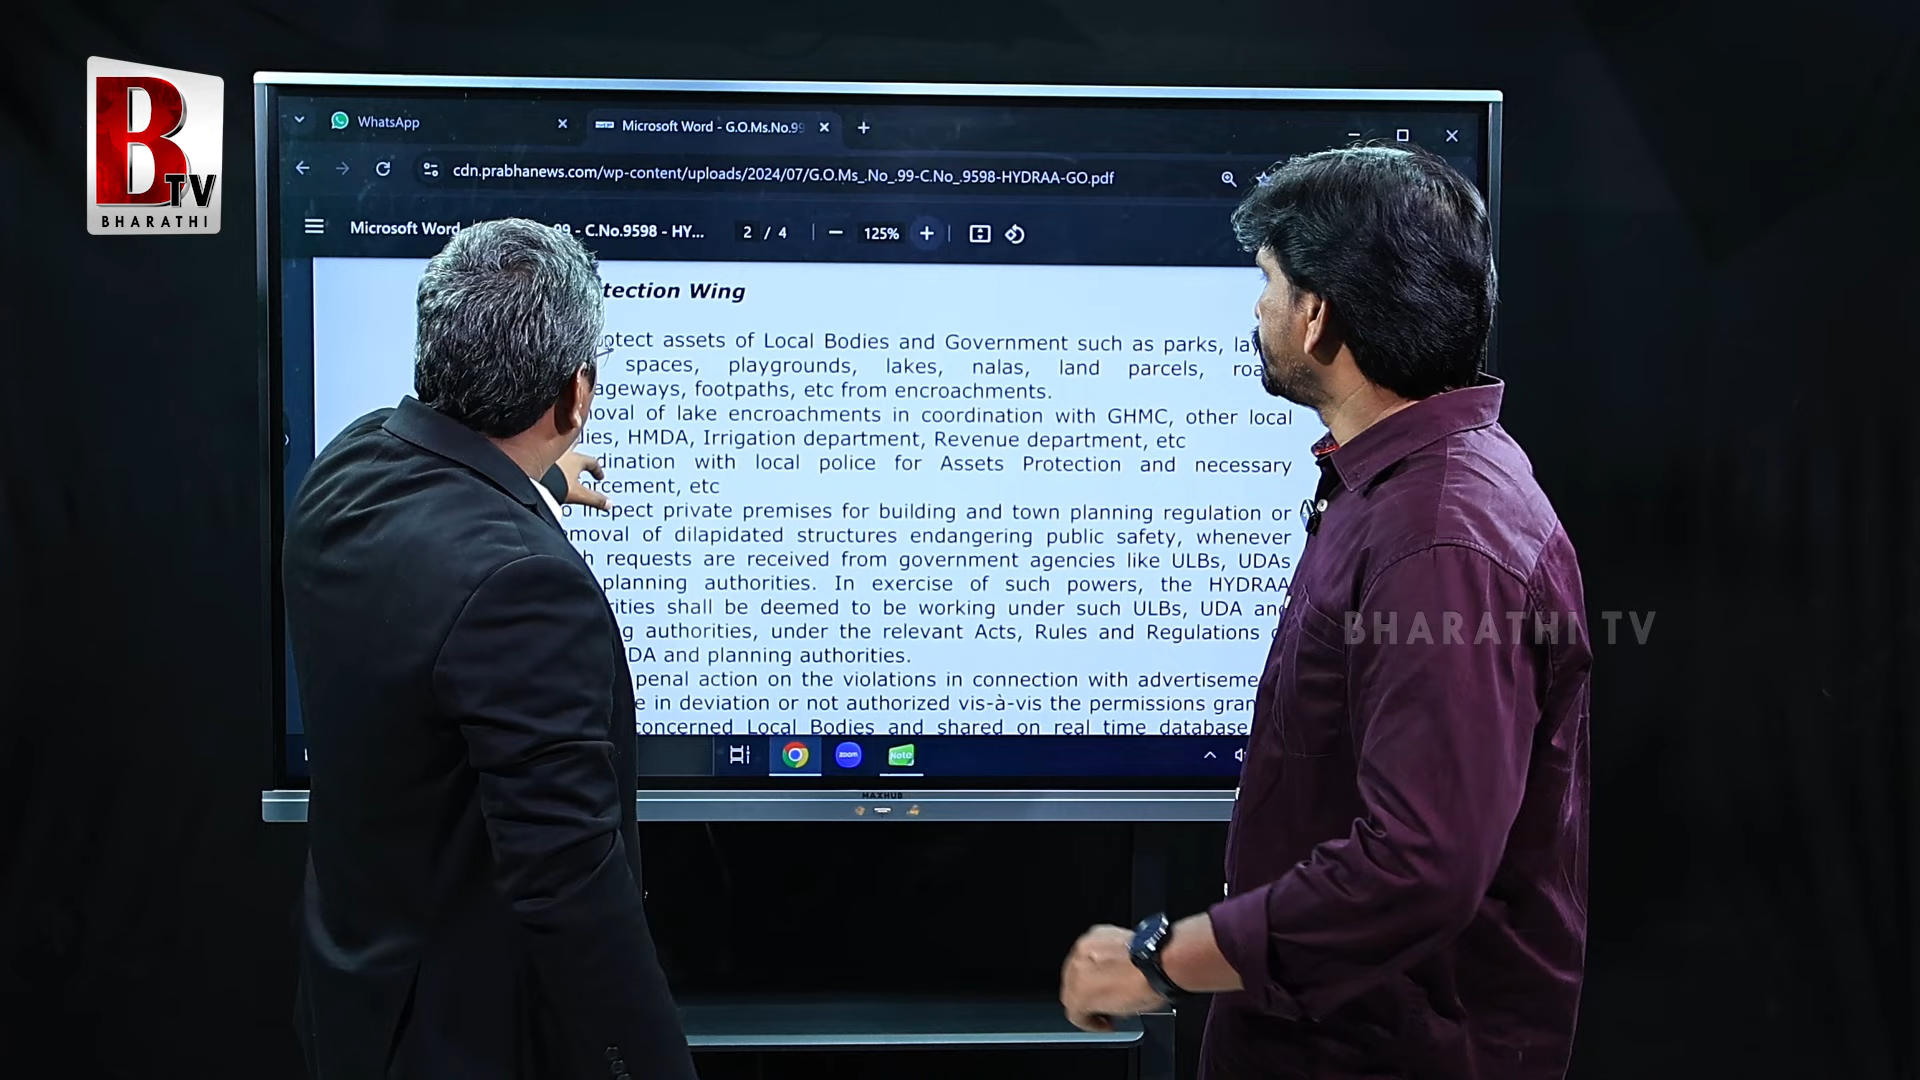 B
TV
BHARATHI
WhatsApp
Microsoft Word - G.O.Ms.No.99
cdn.prabhanews.com/wp-content/uploads/2024/07/G.O.Ms_.No_.99-C.No_.9598-HYDRAA-GO.pdf
Microsoft Word 99 - C.No.9598 - HY... 2 / 4 125%
tection Wing
otect assets of Local Bodies and Government such as parks, lay
spaces, playgrounds, lakes, nalas, land parcels, roa
ageways, footpaths, etc from encroachments.
noval of lake encroachments in coordination with GHMC, other local
dies, HMDA, Irrigation department, Revenue department, etc
dination with local police for Assets Protection and necessary
orcement, etc
o inspect private premises for building and town planning regulation or
emoval of dilapidated structures endangering public safety, whenever
h requests are received from government agencies like ULBs, UDAs
planning authorities. In exercise of such powers, the HYDRAA
rities shall be deemed to be working under such ULBs, UDA and
g authorities, under the relevant Acts, Rules and Regulations
DA and planning authorities.
penal action on the violations in connection with advertiseme
e in deviation or not authorized vis-à-vis the permissions gran
concerned Local Bodies and shared on real time database
zoom
Note
MAXHUB
BHARATHI TV